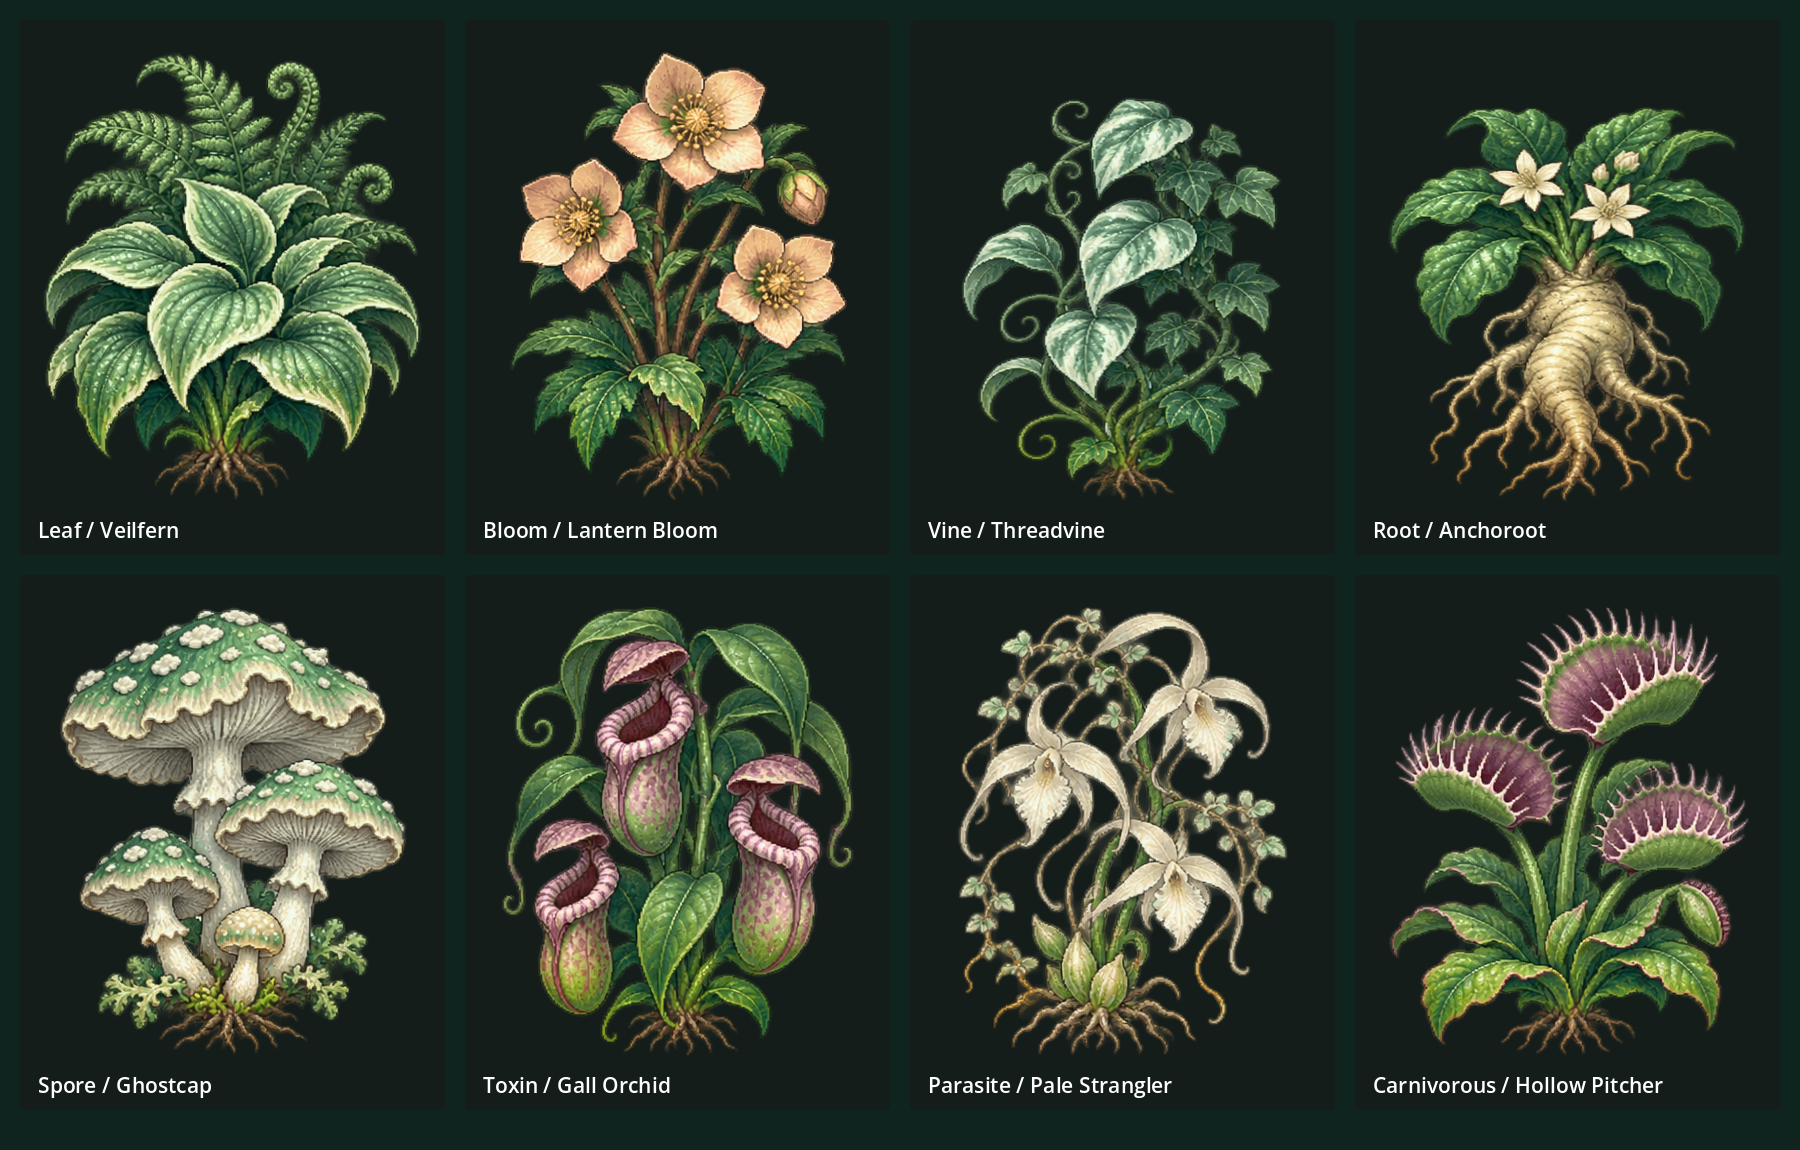 Leaf / Veilfern
Bloom / Lantern Bloom
Vine / Threadvine
Root / Anchoroot
Spore / Ghostcap
Toxin / Gall Orchid
Parasite / Pale Strangler
Carnivorous / Hollow Pitcher